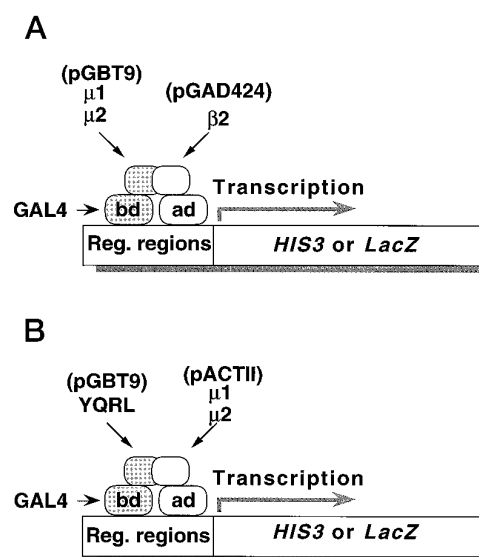 A
(pGBT9)
μ1
μ2
(pGAD424)
β2
Transcription
GAL4
bd
ad
Reg. regions
HIS3 or LacZ
B
(pGBT9)
YQRL
(pACTII)
μ1
μ2
Transcription
GAL4
bd
ad
Reg. regions
HIS3 or LacZ